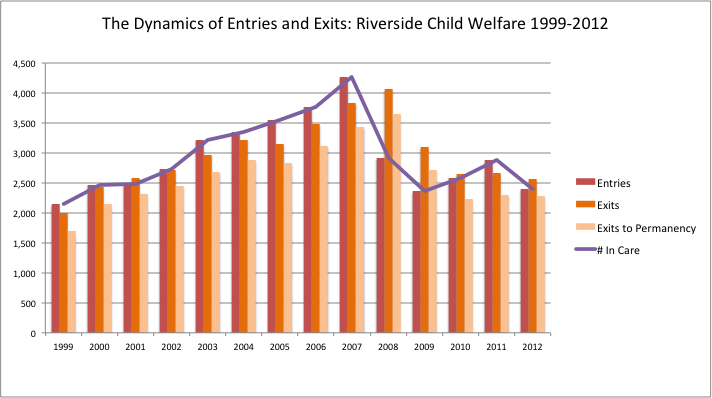 The Dynamics of Entries and Exits: Riverside Child Welfare 1999-2012
4,500
4,000
3,500
3,000
2,500
2,000
1,500
1,000
500
0
1999 2000 2001 2002 2003 2004 2005 2006 2007 2008 2009 2010 2011 2012
Entries
Exits
Exits to Permanency
# In Care